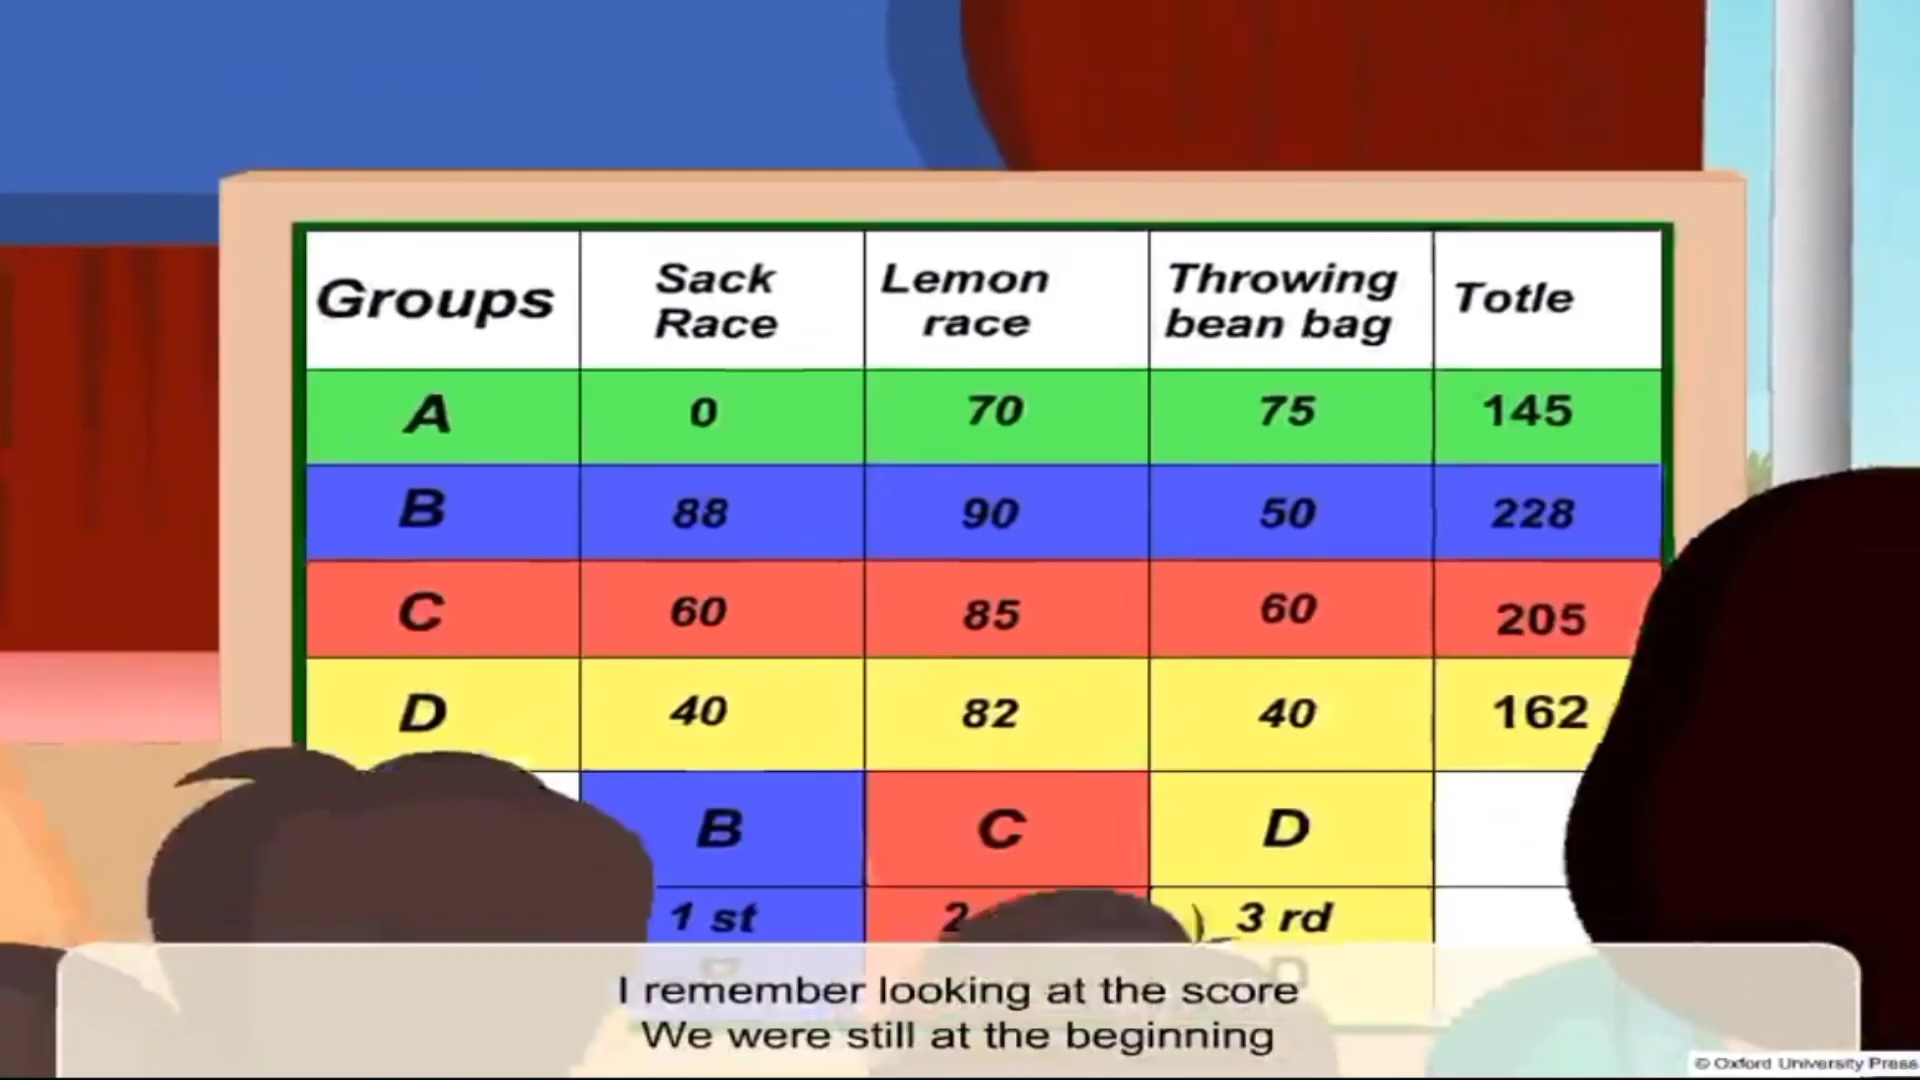 Groups Sack Race Lemon race Throwing bean bag Totle
A 0 70 75 145
B 88 90 50 228
C 60 85 60 205
D 40 82 40 162
B C D
1 st 2 3 rd
I remember looking at the score
We were still at the beginning
© Oxford University Press